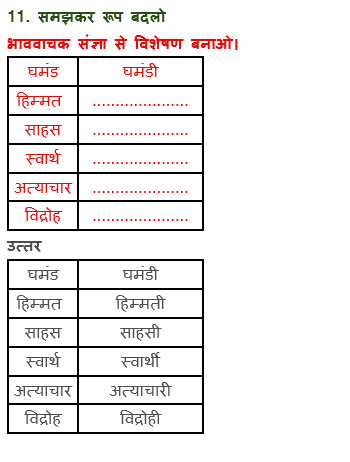 11. समझकर रूप बदलो
भाववाचक संज्ञा से विशेषण बनाओ।
घमंड घमंडी
हिम्मत .....................
साहस .....................
स्वार्थ .....................
अत्याचार .....................
विद्रोह .....................
उत्तर
घमंड घमंडी
हिम्मत हिम्मती
साहस साहसी
स्वार्थ स्वार्थी
अत्याचार अत्याचारी
विद्रोह विद्रोही